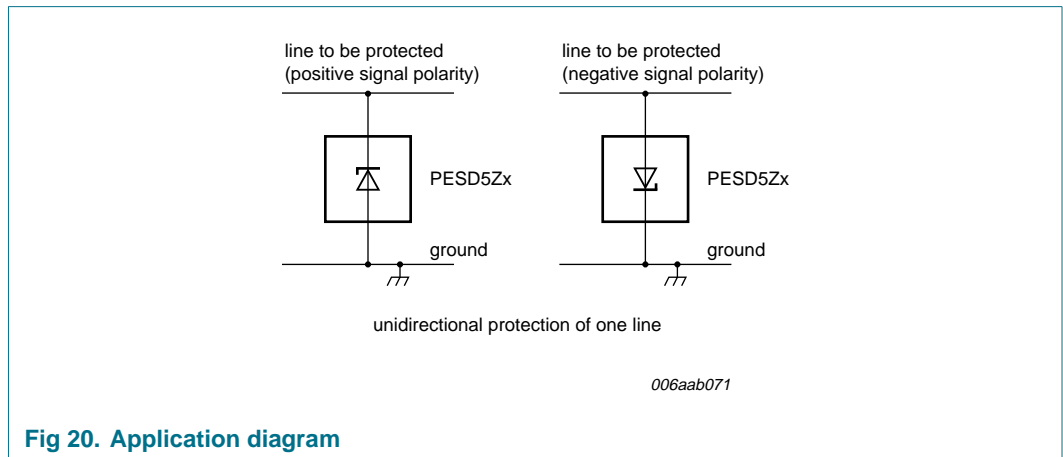 line to be protected
(positive signal polarity)
line to be protected
(negative signal polarity)
PESD5Zx
PESD5Zx
ground
ground
unidirectional protection of one line
006aab071
Fig 20. Application diagram